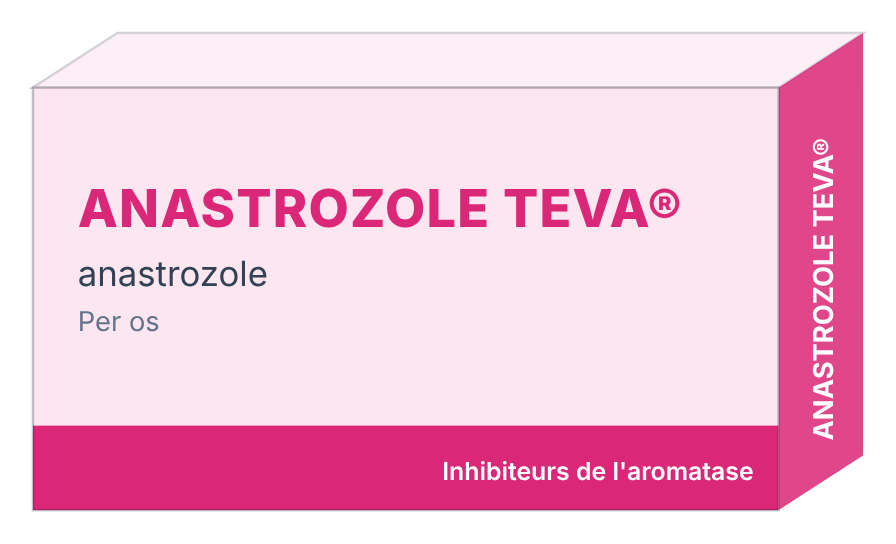 ANASTROZOLE TEVA®
anastrozole
Per os
Inhibiteurs de l'aromatase
ANASTROZOLE TEVA®